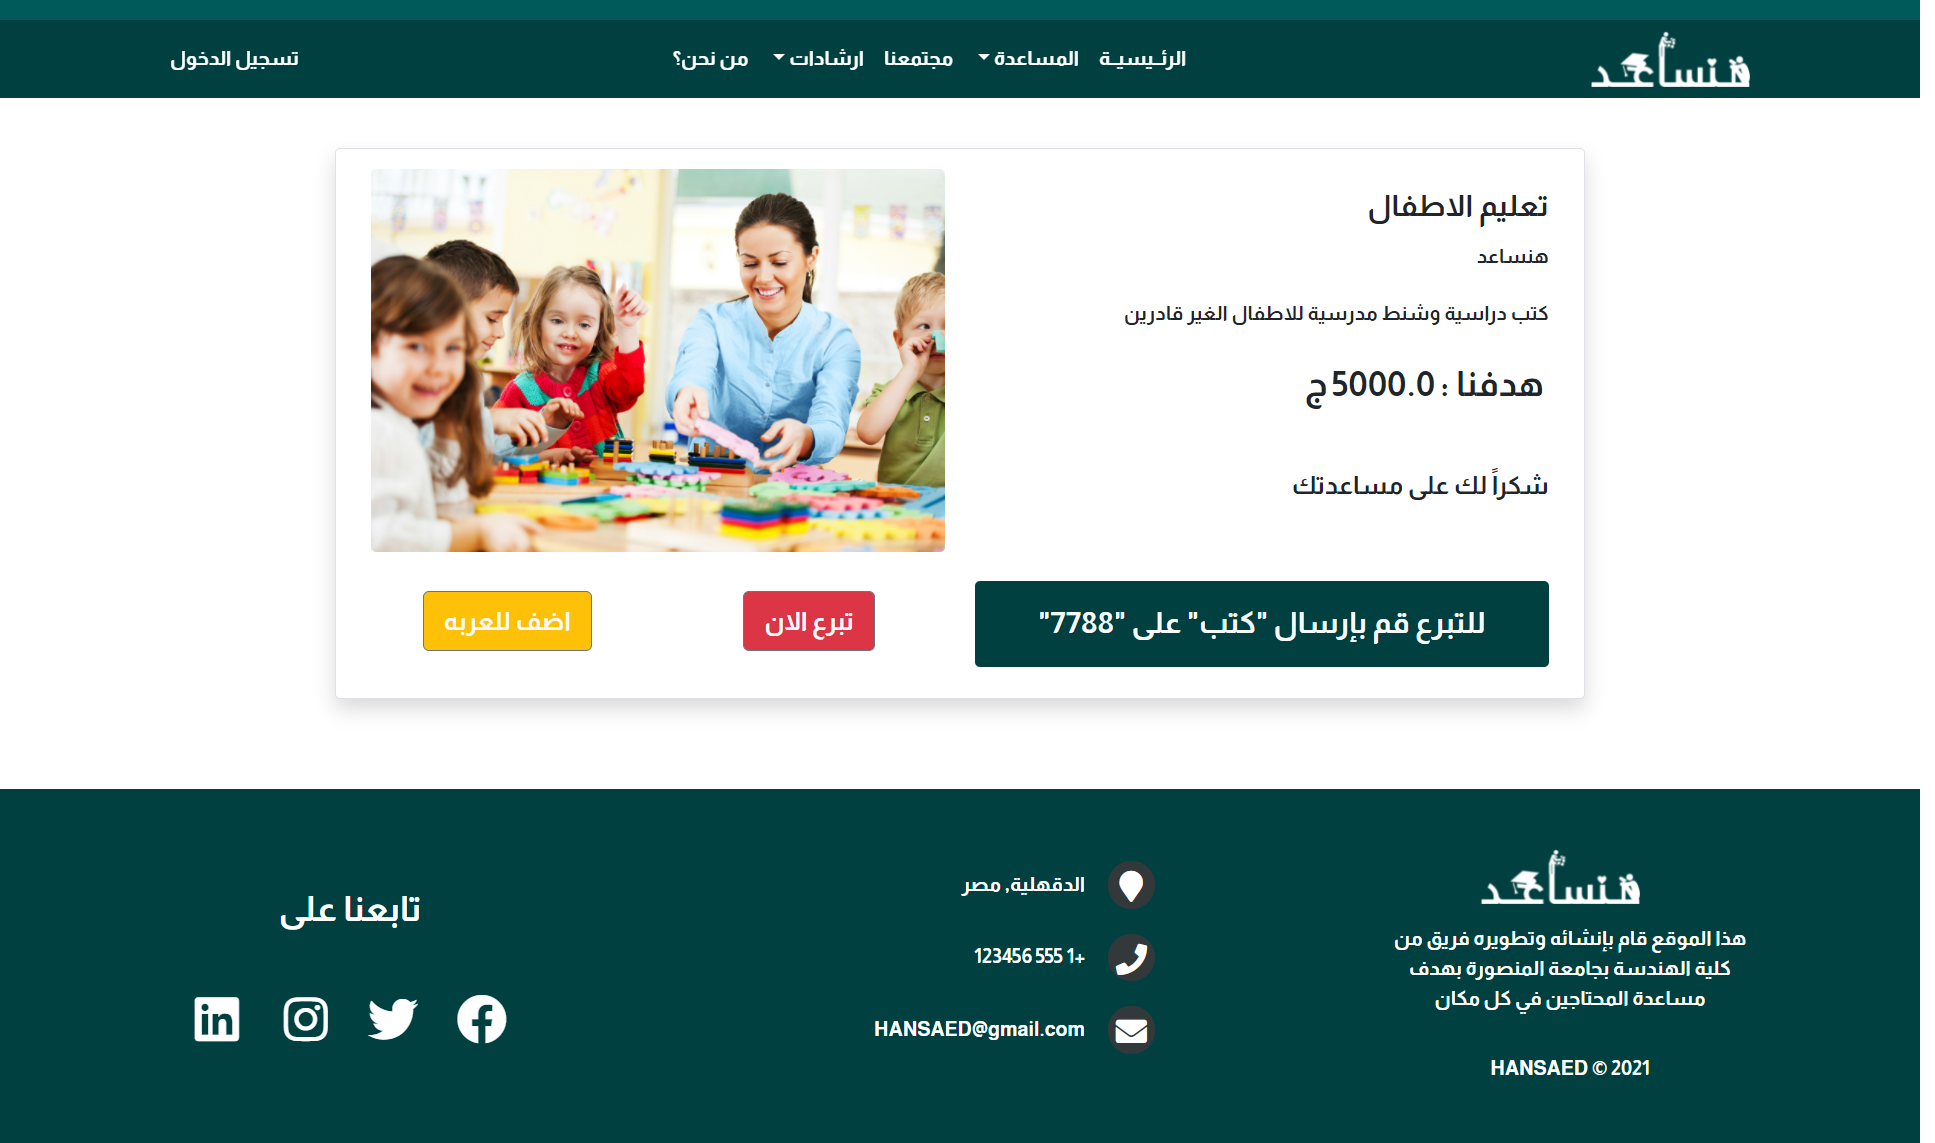 هنساعد
الرئـيسيـة
المساعدة
مجتمعنا
ارشادات
من نحن؟
تسجيل الدخول
تعليم الاطفال
هنساعد
كتب دراسية وشنط مدرسية للاطفال الغير قادرين
هدفنا : 5000.0 ج
شكراً لك على مساعدتك
للتبرع قم بإرسال "كتب" على "7788"
تبرع الان
اضف للعربه
هنساعد
هذا الموقع قام بإنشائه وتطويره فريق من
كلية الهندسة بجامعة المنصورة بهدف
مساعدة المحتاجين في كل مكان
HANSAED © 2021
الدقهلية, مصر
+1 555 123456
HANSAED@gmail.com
تابعنا على